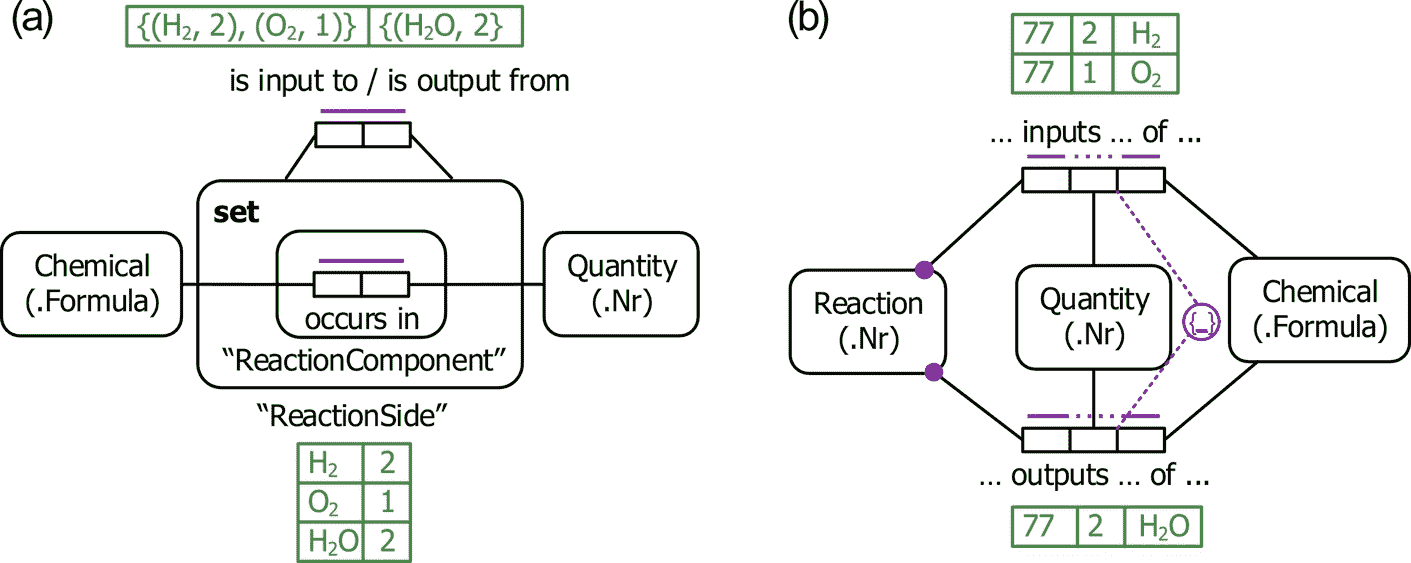 (a)
{(H₂, 2), (O₂, 1)} {(H₂O, 2}
is input to / is output from
set
Chemical
(.Formula)
occurs in
Quantity
(.Nr)
“ReactionComponent”
“ReactionSide”
H₂ 2
O₂ 1
H₂O 2
(b)
77 2 H₂
77 1 O₂
... inputs ... of ...
Reaction
(.Nr)
Quantity
(.Nr)
{_}
Chemical
(.Formula)
... outputs ... of ...
77 2 H₂O